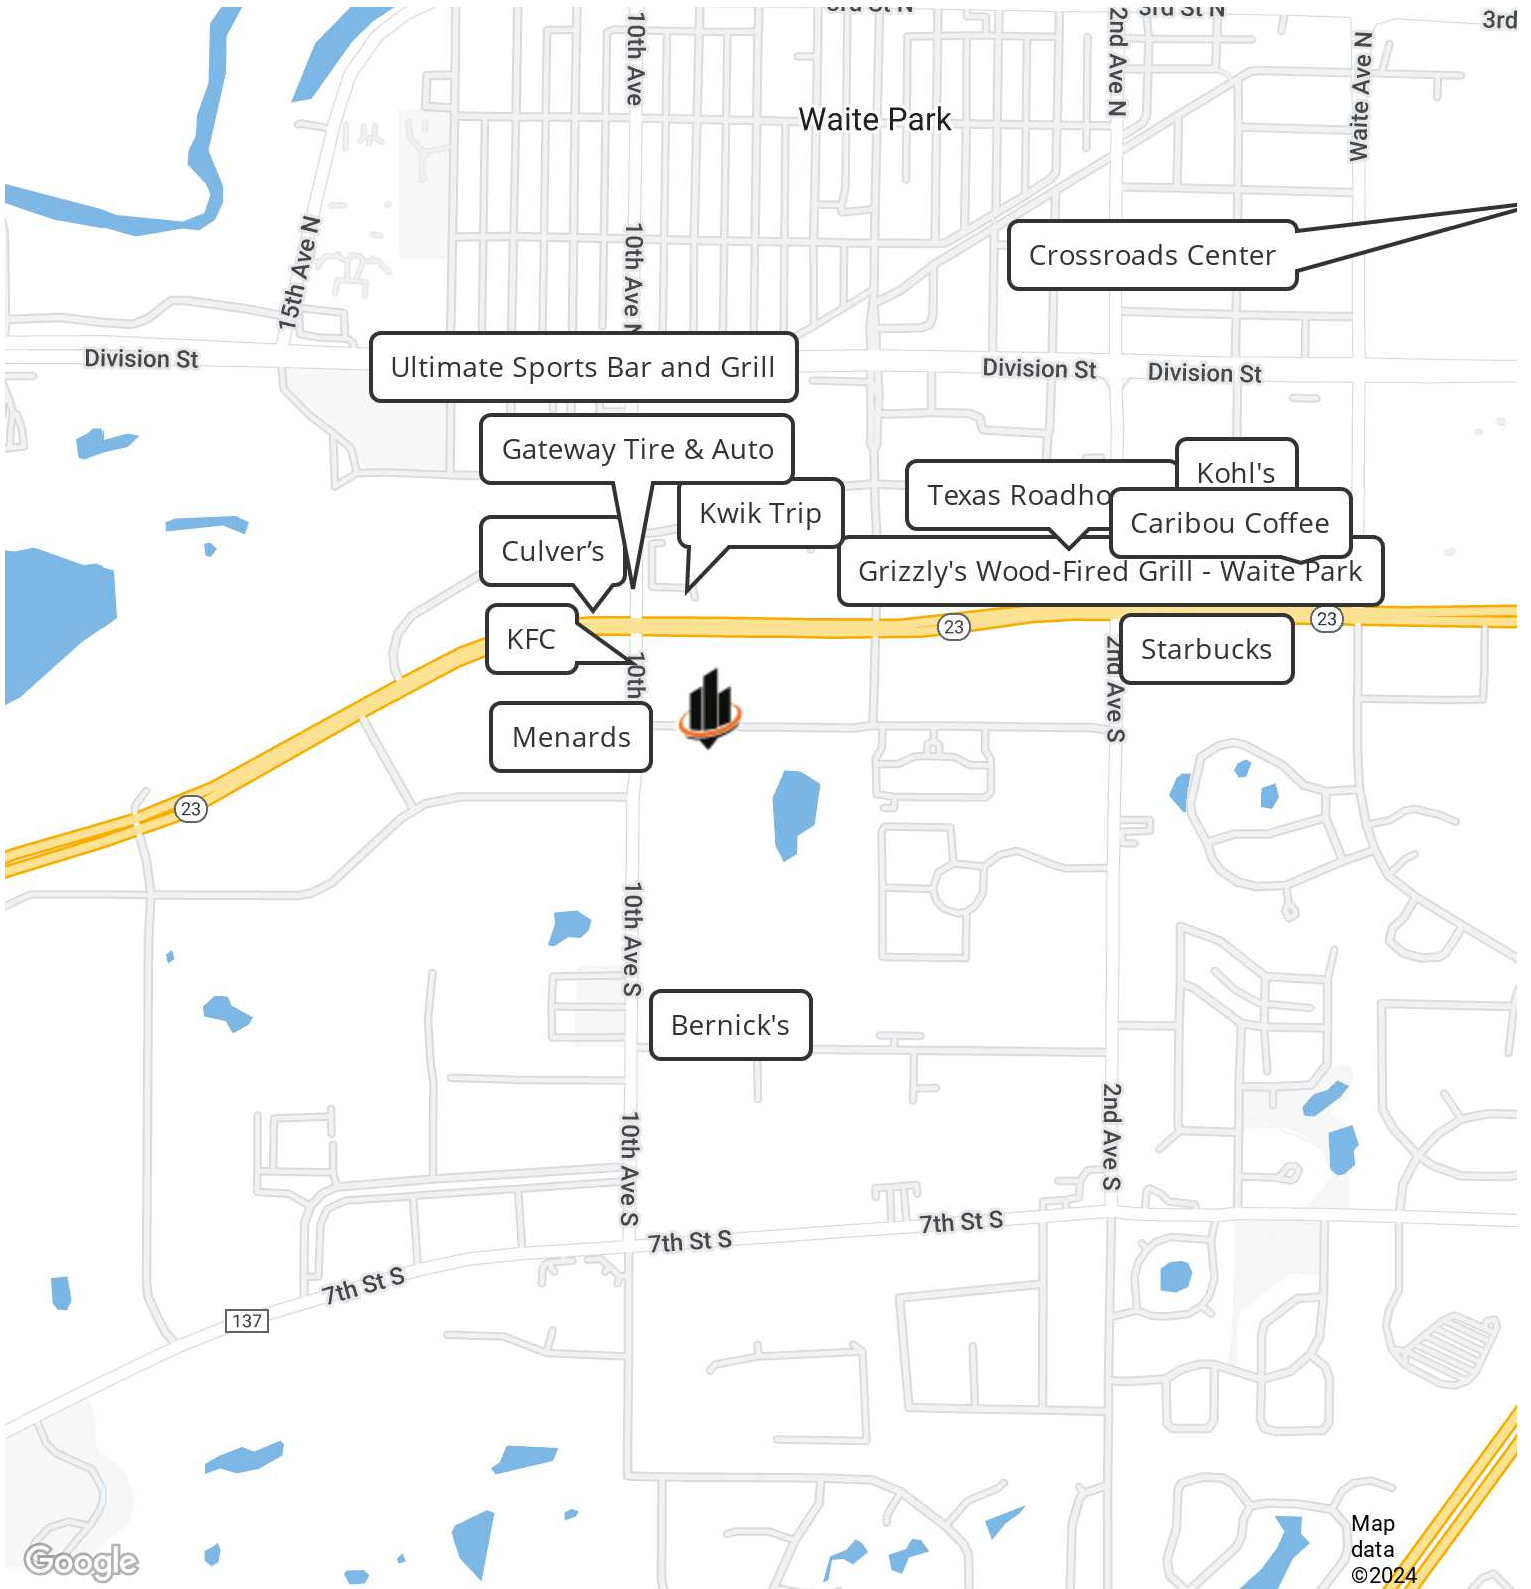 3rd St N
3rd
10th Ave
2nd Ave N
Waite Ave N
Waite Park
15th Ave N
10th Ave N
Crossroads Center
Division St
Ultimate Sports Bar and Grill
Division St
Division St
Gateway Tire & Auto
Kohl's
Texas Roadho
Kwik Trip
Caribou Coffee
Culver’s
Grizzly's Wood-Fired Grill - Waite Park
23
23
KFC
Starbucks
10th
2nd Ave S
Menards
23
10th Ave S
Bernick's
10th Ave S
2nd Ave S
7th St S
7th St S
7th St S
137
Map
data
©2024
Google